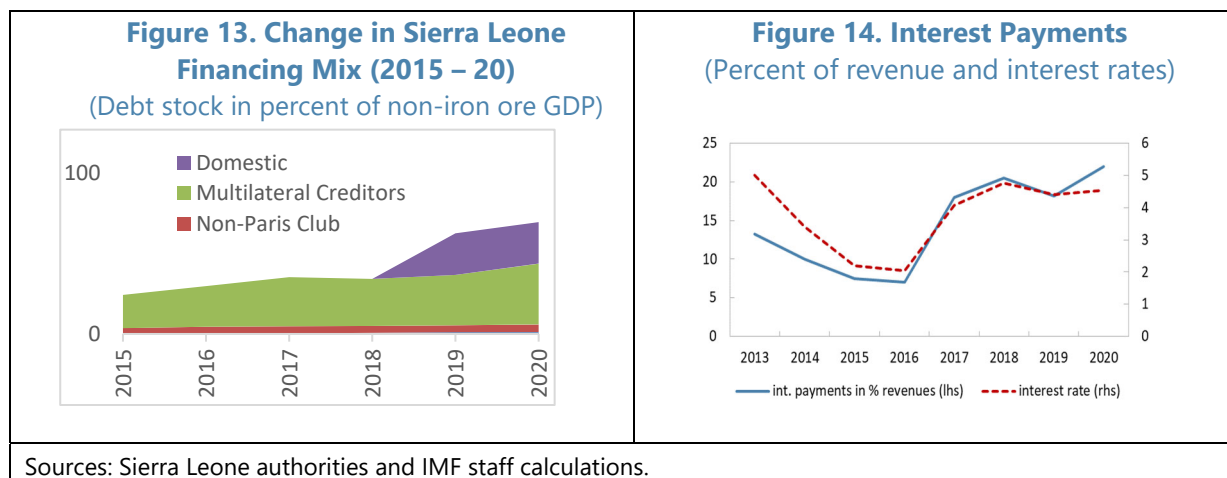 Figure 13. Change in Sierra Leone
Financing Mix (2015 – 20)
(Debt stock in percent of non-iron ore GDP)
100
0
Domestic
Multilateral Creditors
Non-Paris Club
2015
2016
2017
2018
2019
2020
Figure 14. Interest Payments
(Percent of revenue and interest rates)
25
20
15
10
5
0
6
5
4
3
2
1
0
2013 2014 2015 2016 2017 2018 2019 2020
int. payments in % revenues (lhs) interest rate (rhs)
Sources: Sierra Leone authorities and IMF staff calculations.